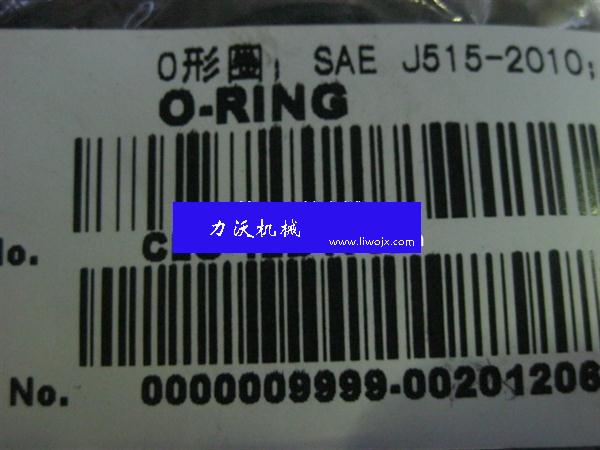 O形圈; SAE J515-2010;
O-RING
力沃机械
www.liwojx.com
No.
No. 0000009999-00201206